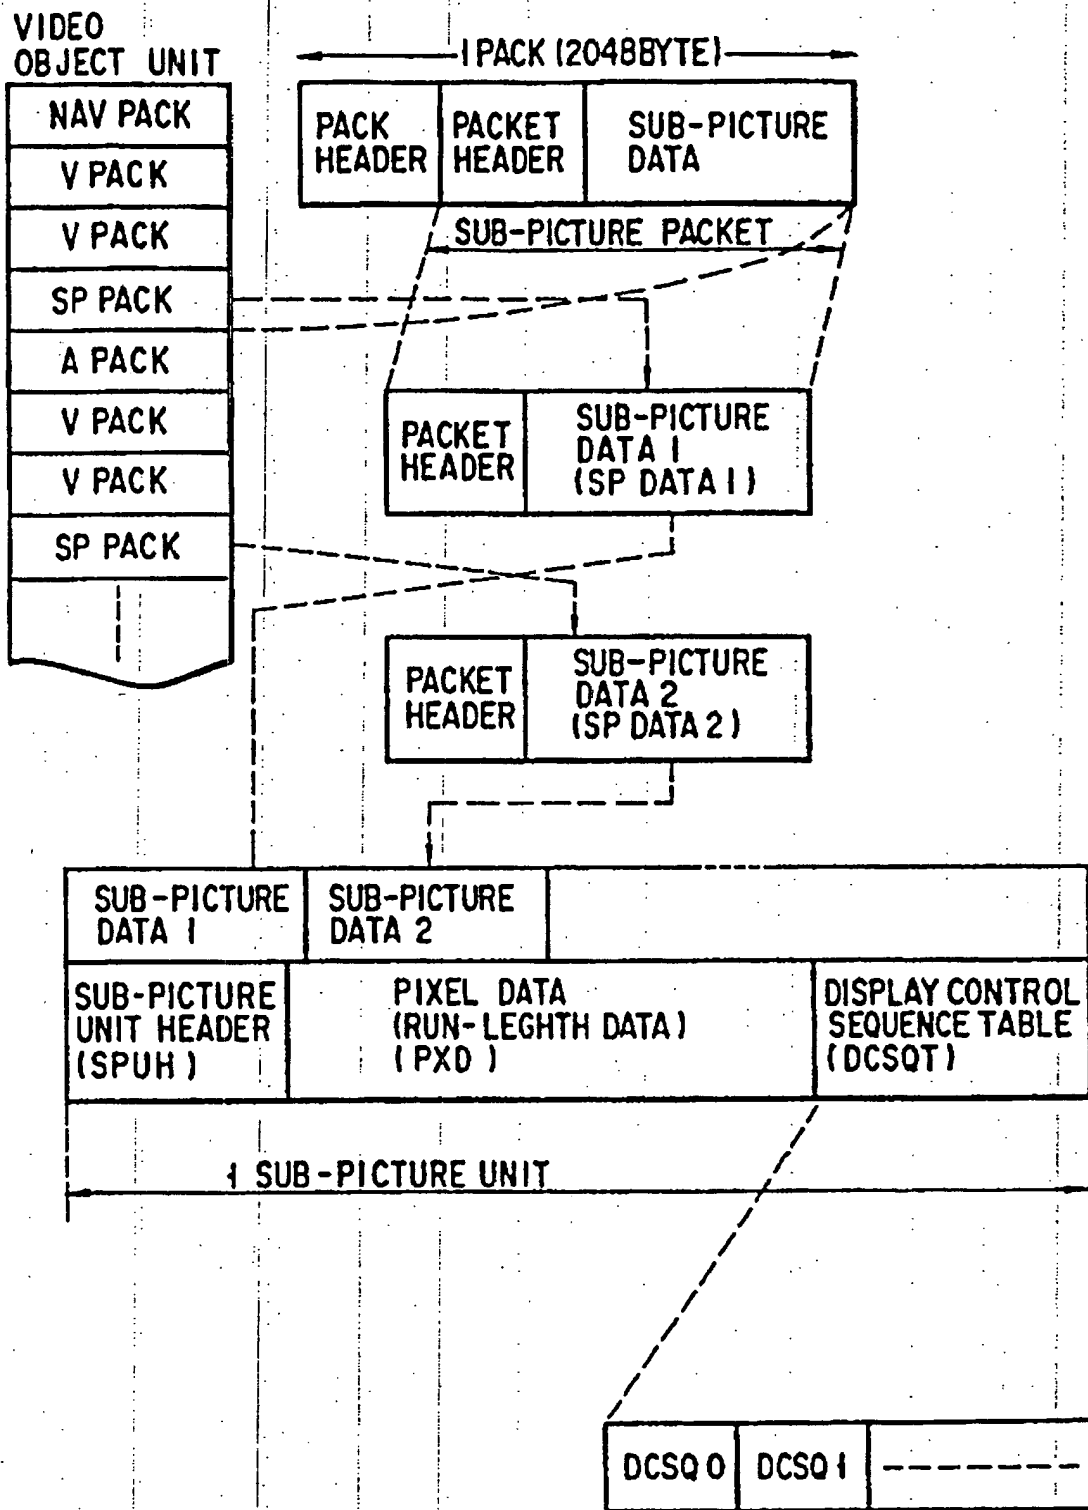 VIDEO
OBJECT UNIT
NAV PACK
V PACK
V PACK
SP PACK
A PACK
V PACK
V PACK
SP PACK
1 PACK (2048BYTE)
PACK
HEADER
PACKET
HEADER
SUB-PICTURE
DATA
SUB-PICTURE PACKET
PACKET
HEADER
SUB-PICTURE
DATA 1
(SP DATA 1)
PACKET
HEADER
SUB-PICTURE
DATA 2
(SP DATA 2)
SUB-PICTURE
DATA 1
SUB-PICTURE
DATA 2
SUB-PICTURE
UNIT HEADER
(SPUH)
PIXEL DATA
(RUN-LEGHTH DATA)
(PXD)
DISPLAY CONTROL
SEQUENCE TABLE
(DCSQT)
1 SUB-PICTURE UNIT
DCSQ 0
DCSQ 1